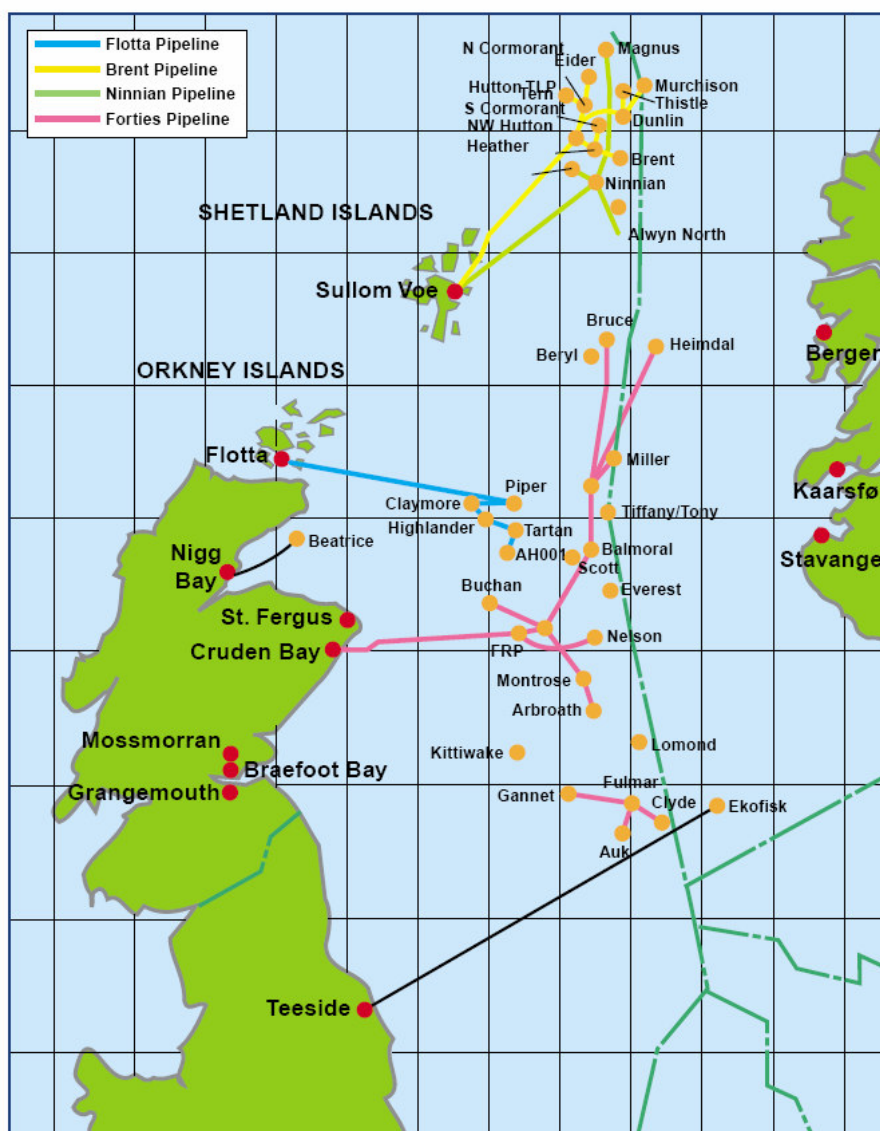 Flotta Pipeline
Brent Pipeline
Ninnian Pipeline
Forties Pipeline
N Cormorant
Magnus
Eider
Hutton TLP
Murchison
Tern
Thistle
S Cormorant
Dunlin
NW Hutton
Heather
Brent
Ninnian
SHETLAND ISLANDS
Alwyn North
Sullom Voe
Bruce
Heimdal
Beryl
Bergen
ORKNEY ISLANDS
Flotta
Miller
Piper
Kaarsfø
Claymore
Tiffany/Tony
Highlander
Tartan
Beatrice
Stavange
AH001
Balmoral
Scott
Nigg
Bay
Buchan
Everest
St. Fergus
Nelson
Cruden Bay
FRP
Montrose
Arbroath
Mossmorran
Kittiwake
Lomond
Braefoot Bay
Fulmar
Grangemouth
Gannet
Clyde
Ekofisk
Auk
Teeside